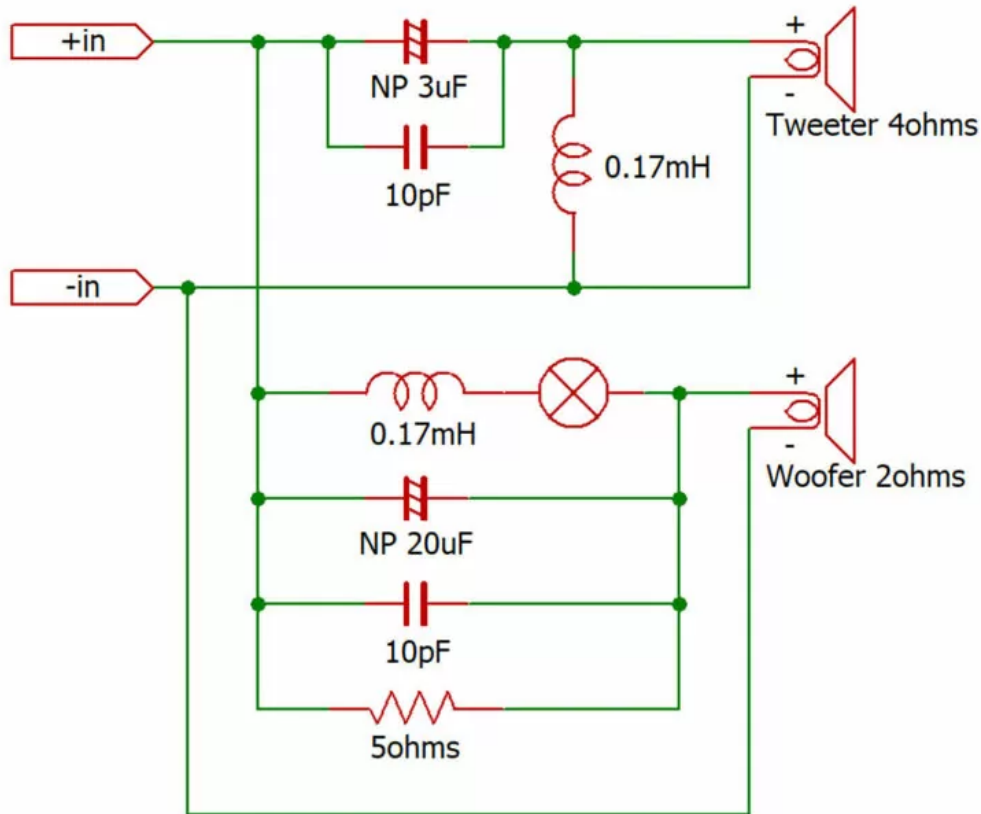 +in
+
NP 3uF
-
Tweeter 4ohms
0.17mH
10pF
-in
+
0.17mH
-
Woofer 2ohms
NP 20uF
10pF
5ohms